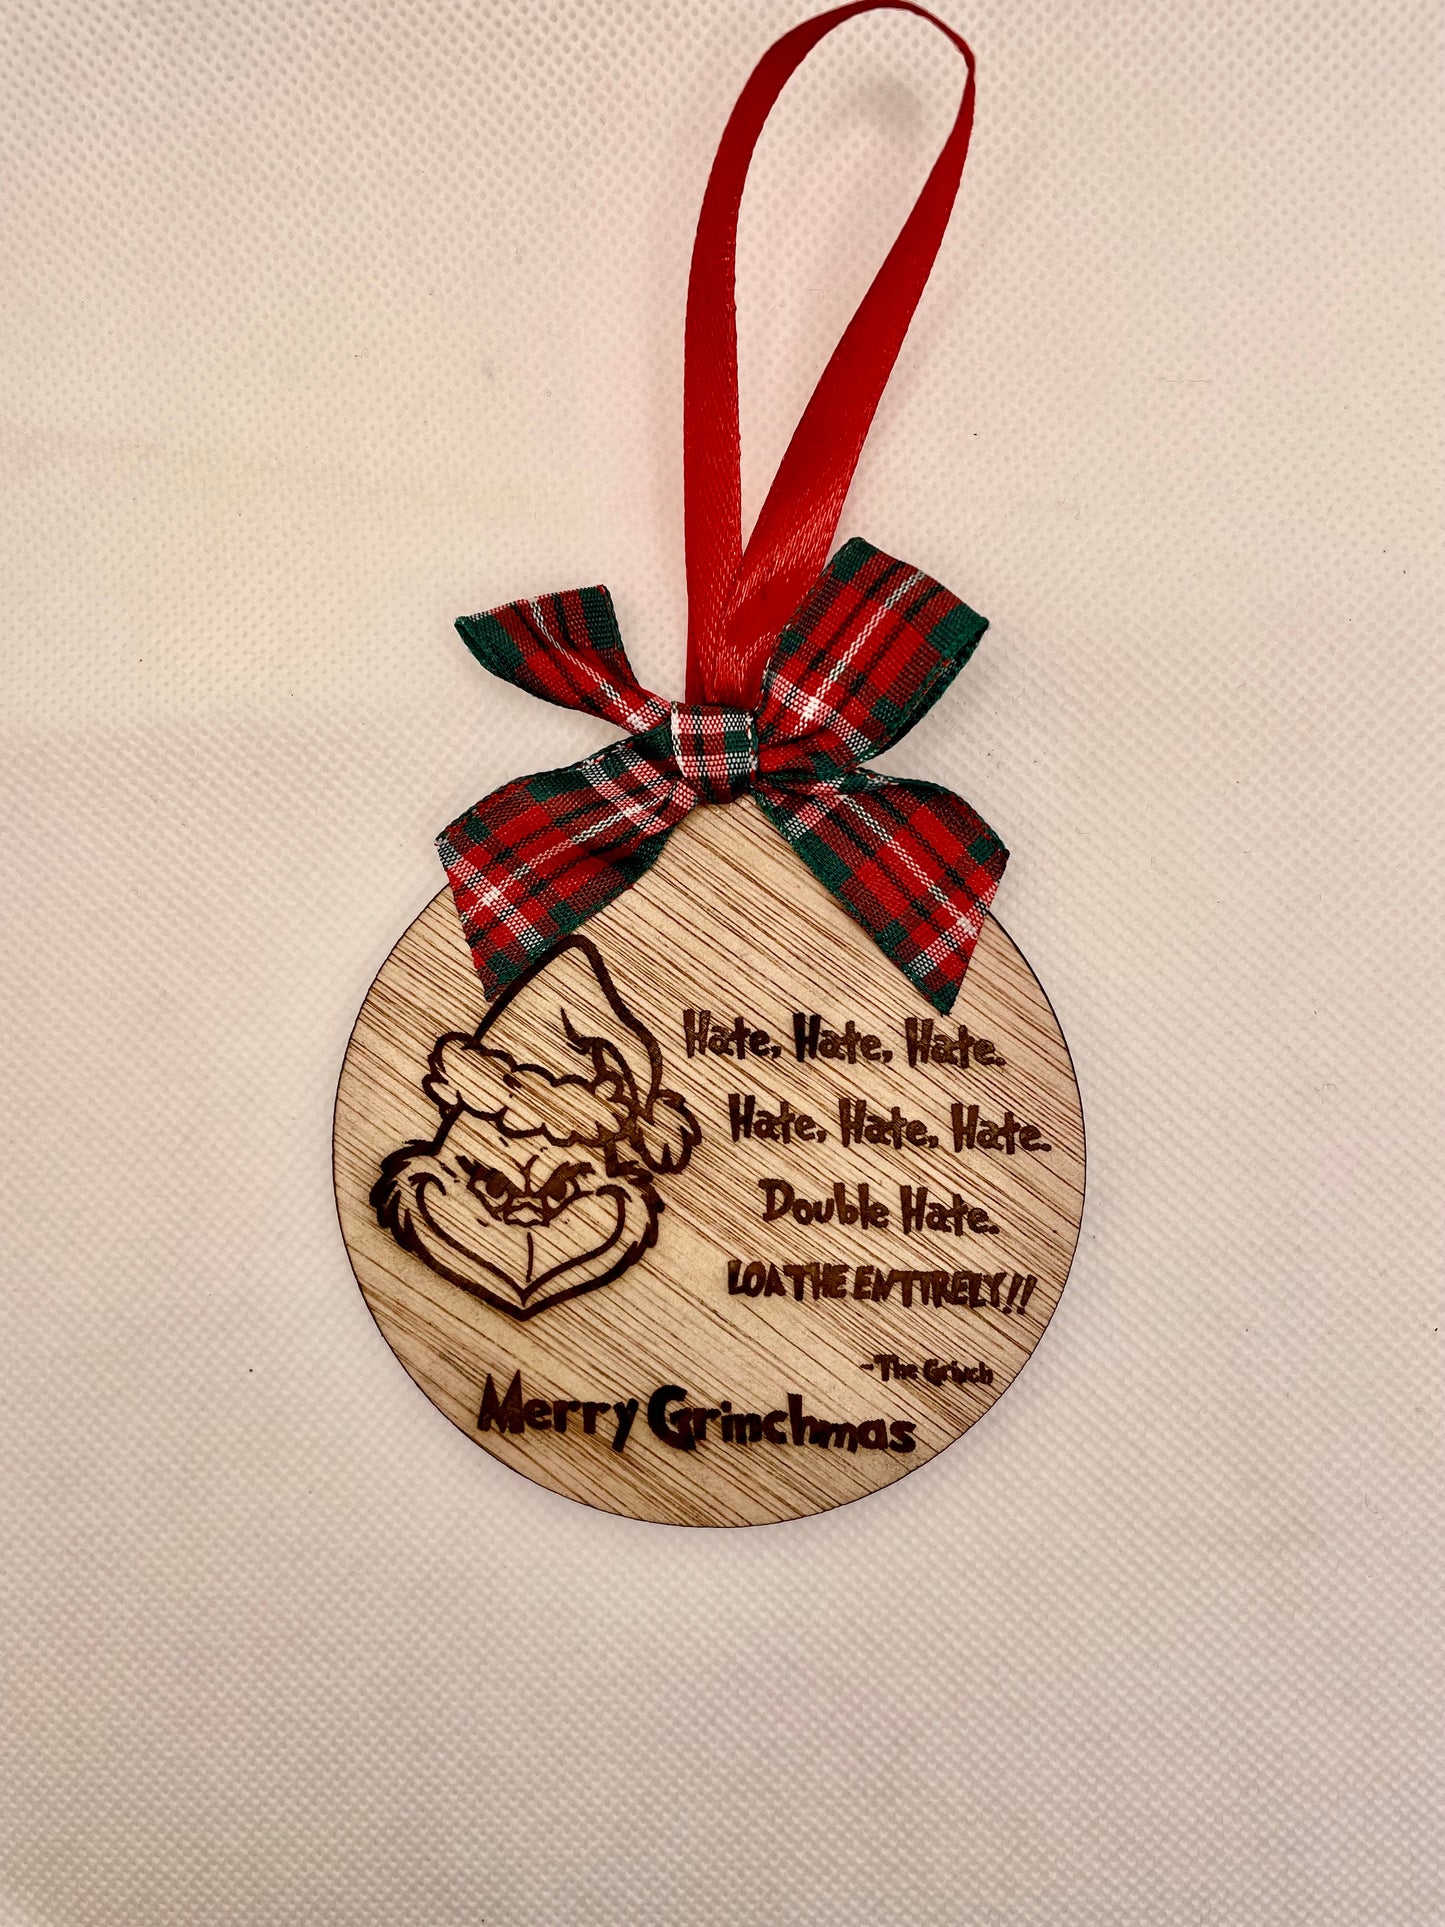 Hate, Hate, Hate.
Hate, Hate, Hate.
Double Hate.
LOATHE ENTIRELY!!
-The Grinch
Merry Grinchmas